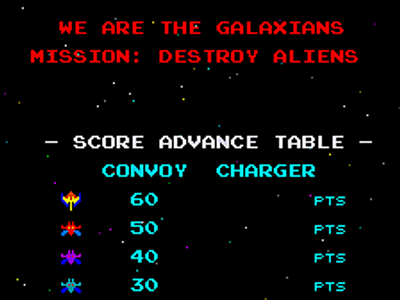 WE ARE THE GALAXIANS
MISSION: DESTROY ALIENS
- SCORE ADVANCE TABLE -
CONVOY CHARGER
60 PTS
50 PTS
40 PTS
30 PTS